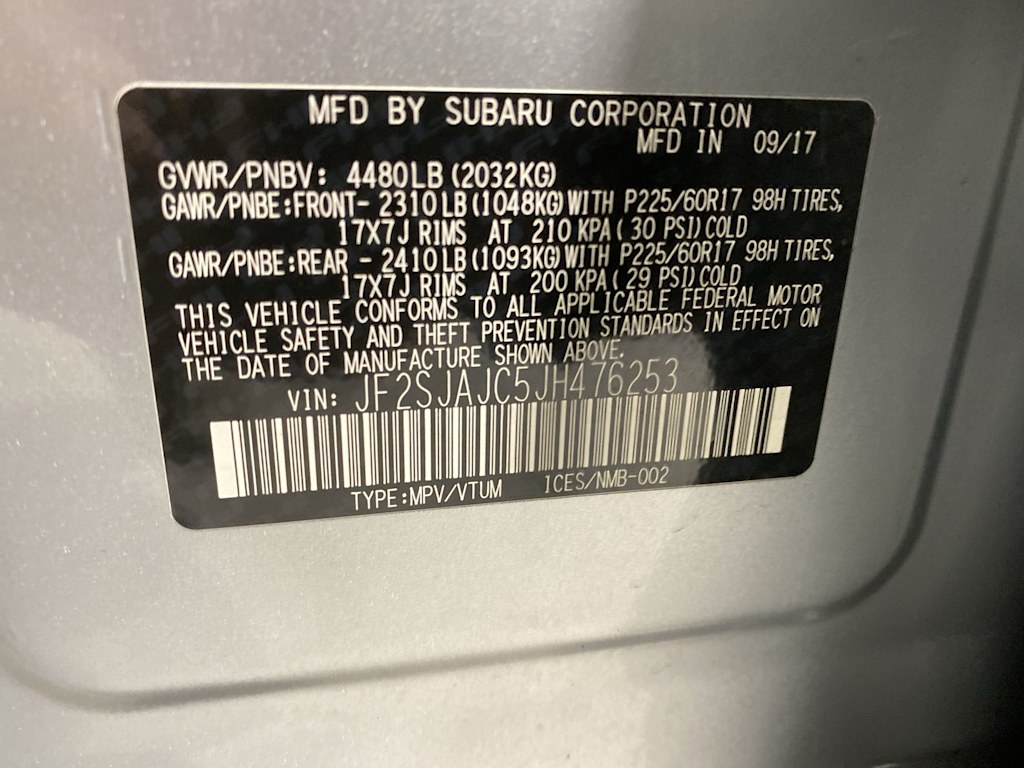 MFD BY SUBARU CORPORATION
MFD IN 09/17
GVWR/PNBV: 4480LB (2032KG)
GAWR/PNBE:FRONT- 2310LB (1048KG) WITH P225/60R17 98H TIRES,
17X7J RIMS AT 210 KPA ( 30 PSI) COLD
GAWR/PNBE:REAR - 2410LB (1093KG) WITH P225/60R17 98H TIRES,
17X7J RIMS AT 200 KPA ( 29 PSI) COLD
THIS VEHICLE CONFORMS TO ALL APPLICABLE FEDERAL MOTOR
VEHICLE SAFETY AND THEFT PREVENTION STANDARDS IN EFFECT ON
THE DATE OF MANUFACTURE SHOWN ABOVE.
VIN: JF2SJAJC5JH476253
TYPE:MPV/VTUM ICES/NMB-002